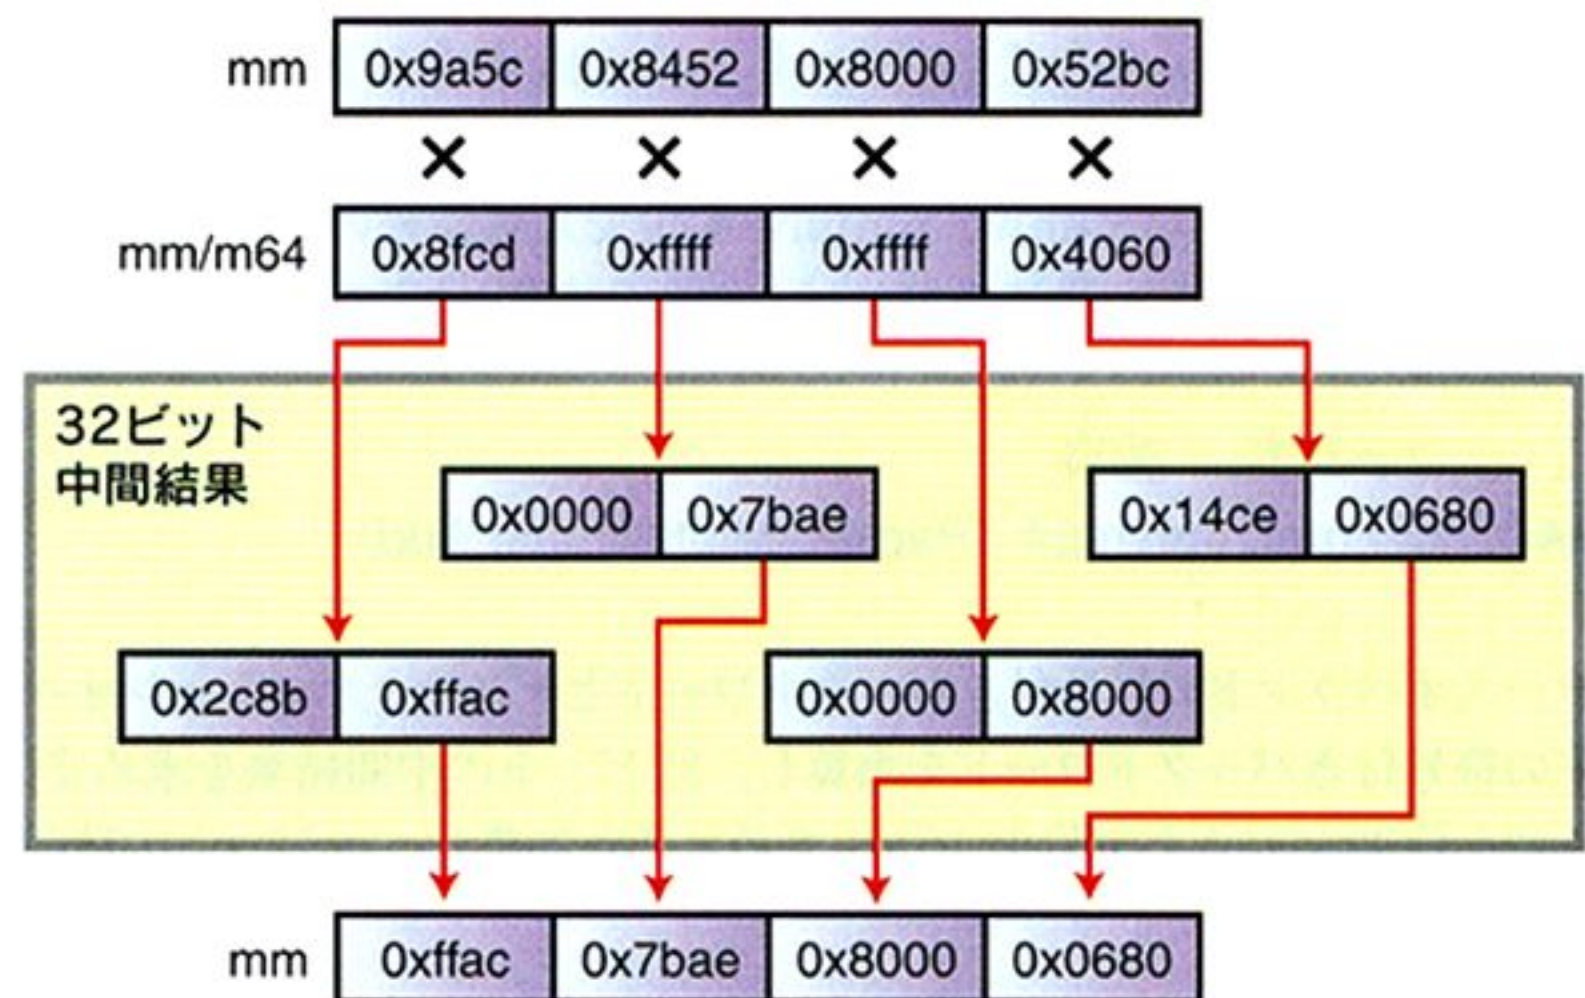 mm 0x9a5c 0x8452 0x8000 0x52bc
× × × ×
mm/m64 0x8fcd 0xffff 0xffff 0x4060
32ビット
中間結果
0x0000 0x7bae 0x14ce 0x0680
0x2c8b 0xffac 0x0000 0x8000
mm 0xffac 0x7bae 0x8000 0x0680